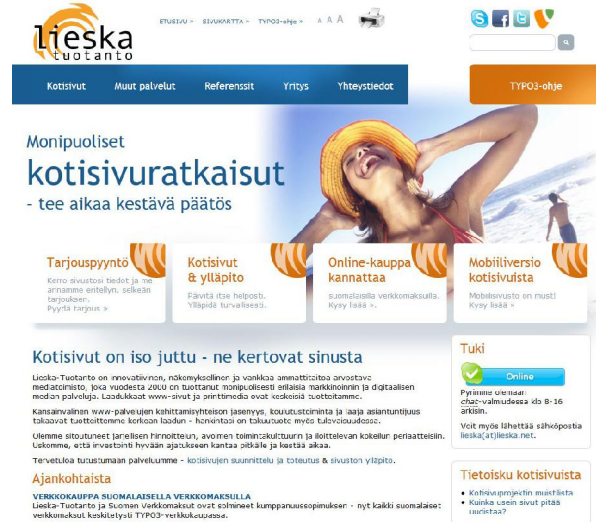 lieska
tuotanto
ETUSIVU »
SIVUKARTTA »
TYPO3-ohje »
A A A
Kotisivut
Muut palvelut
Referenssit
Yritys
Yhteystiedot
TYPO3-ohje
Monipuoliset
kotisivuratkaisut
- tee aikaa kestävä päätös
Tarjouspyyntö
Kerro sivustosi tiedot ja me
annamme eritellyn, selkeän
tarjouksen.
Pyydä tarjous »
Kotisivut
& ylläpito
Päivitä itse helposti.
Ylläpidä turvallisesti.
Online-kauppa
kannattaa
suomalaisilla verkkomaksuilla.
Kysy lisää ».
Mobiiliversio
kotisivuista
Mobiilisivusto on must!
Kysy lisää »
Kotisivut on iso juttu - ne kertovat sinusta
Lieska-Tuotanto on innovatiivinen, näkemyksellinen ja vankkaa ammattitaitoa arvostava
mediatoimisto, joka vuodesta 2000 on tuottanut monipuolisesti erilaisia markkinoinnin ja digitaalisen
median palveluja. Laadukkaat www-sivut ja printtimedia ovat keskeisiä tuotteitamme.
Kansainvälinen www-palvelujen kehittämisyhteisön jäsenyys, koulutustoiminta ja laaja asiantuntijuus
takaavat tuotteittemme korkean laadun - hankintasi on takuutuote myös tulevaisuudessa.
Olemme sitoutuneet järjellisen hinnoittelun, avoimen toimintakulttuurin ja iloittelevan kokeilun periaatteisiin.
Uskomme, että investointi hyvään ajatukseen kantaa pitkälle ja kestää aikaa.
Tervetuloa tutustumaan palveluumme - kotisivujen suunnittelu ja toteutus & sivuston ylläpito.
Ajankohtaista
VERKKOKAUPPA SUOMALAISELLA VERKKOMAKSULLA
Lieska-Tuotanto ja Suomen Verkkomaksut ovat solmineet kumppanuussopimuksen - nyt kaikki suomalaiset
verkkomaksut keskitetysti TYPO3-verkkokaupassa.
Tuki
Online
Pyrimme olemaan
chat-valmiudessa klo 8-16
arkisin.
Voit myös lähettää sähköpostia
lieska(at)lieska.net.
Tietoisku kotisivuista
Kotisivuprojektin muistilista
Kuinka usein sivut pitää
uudistaa?